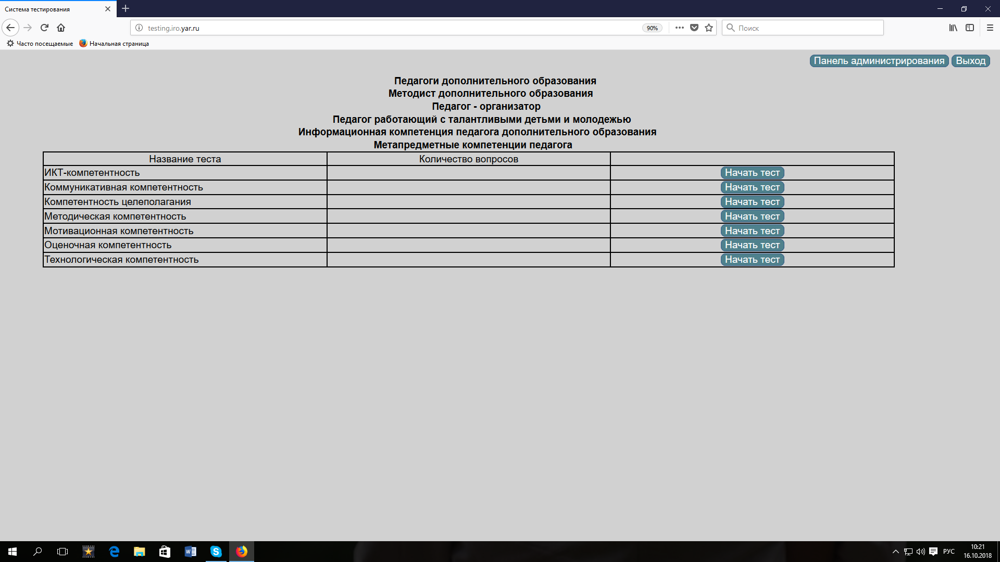 Система тестирования
testing.iro.yar.ru
90%
Поиск
Часто посещаемые
Начальная страница
Панель администрирования
Выход
Педагоги дополнительного образования
Методист дополнительного образования
Педагог - организатор
Педагог работающий с талантливыми детьми и молодежью
Информационная компетенция педагога дополнительного образования
Метапредметные компетенции педагога
Название теста Количество вопросов
ИКТ-компетентность Начать тест
Коммуникативная компетентность Начать тест
Компетентность целеполагания Начать тест
Методическая компетентность Начать тест
Мотивационная компетентность Начать тест
Оценочная компетентность Начать тест
Технологическая компетентность Начать тест
РУС
10:21
16.10.2018